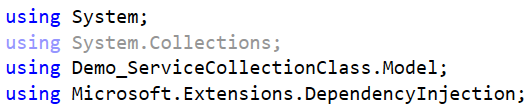 using System;
using System.Collections;
using Demo_ServiceCollectionClass.Model;
using Microsoft.Extensions.DependencyInjection;